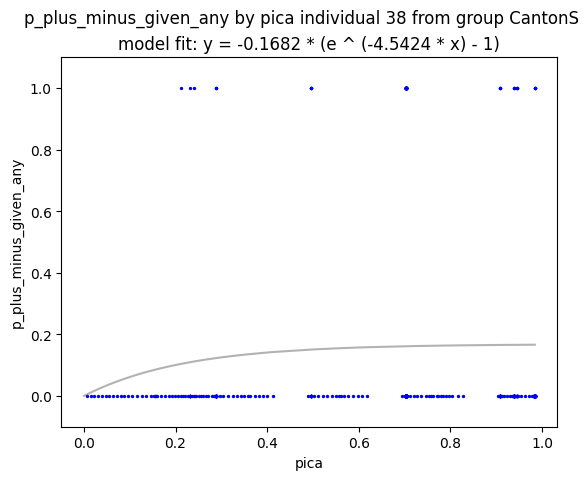 p_plus_minus_given_any by pica individual 38 from group CantonS
model fit: y = -0.1682 * (e ^ (-4.5424 * x) - 1)
1.0
0.8
0.6
0.4
0.2
0.0
p_plus_minus_given_any
0.0 0.2 0.4 0.6 0.8 1.0
pica